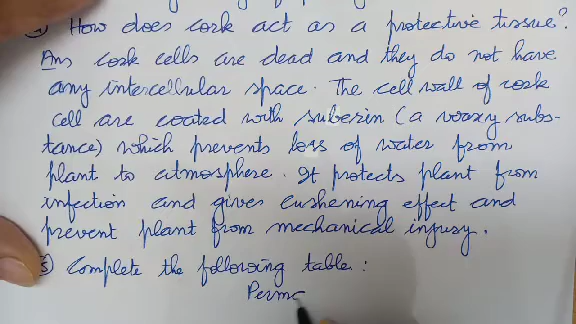 4) How does cork act as a protective tissue?
Ans cork cells are dead and they do not have
any intercellular space. The cell wall of cork
cell are coated with suberin (a waxy subs-
tance) which prevents loss of water from
plant to atmosphere. It protects plant from
infection and gives cushening effect and
prevent plant from mechanical injury.
5) Complete the following table:
Perma